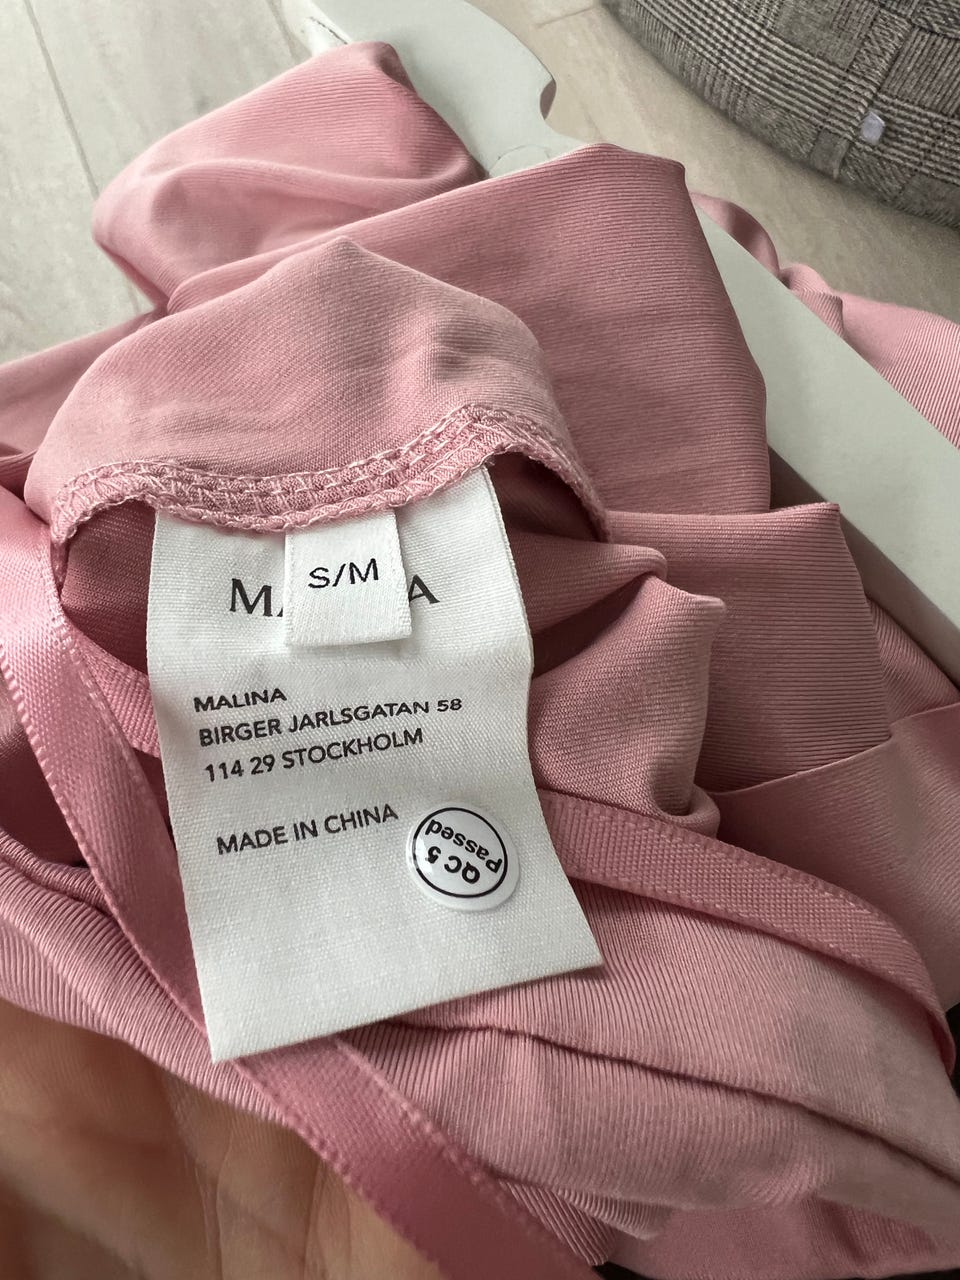 S/M
MALINA
BIRGER JARLSGATAN 58
114 29 STOCKHOLM
MADE IN CHINA
QC 5
Passed